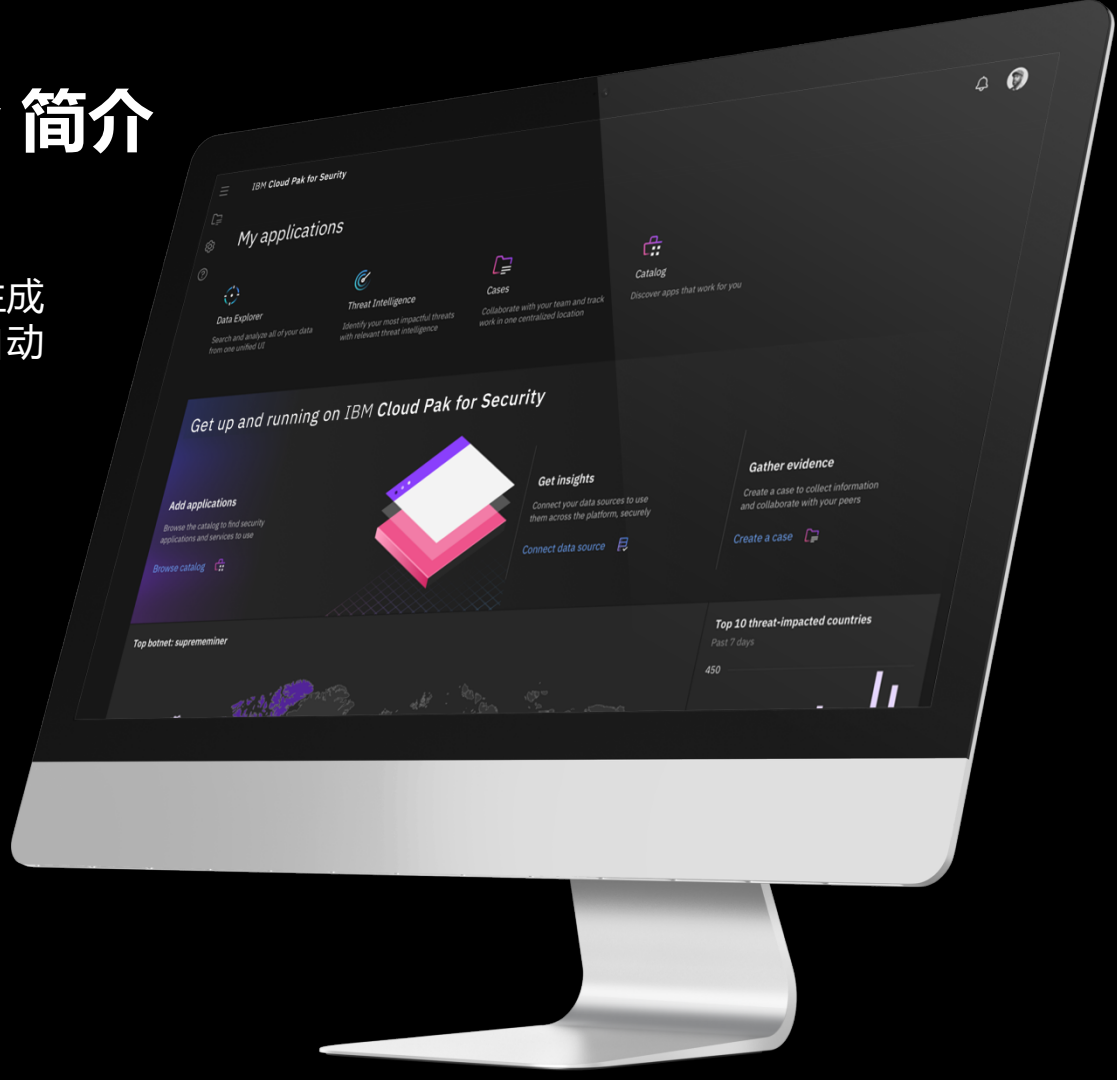 简介
生成
动
IBM Cloud Pak for Seurity
My applications
Data Explorer
Search and analyze all of your data
from one unified UI
Threat Intelligence
Identify your most impactful threats
with relevant threat intelligence
Cases
Collaborate with your team and track
work in one centralized location
Catalog
Discover apps that work for you
Get up and running on IBM Cloud Pak for Security
Add applications
Browse the catalog to find security
applications and services to use
Browse catalog
Get insights
Connect your data sources to use
them across the platform, securely
Connect data source
Gather evidence
Create a case to collect information
and collaborate with your peers
Create a case
Top botnet: suprememiner
Top 10 threat-impacted countries
Past 7 days
450